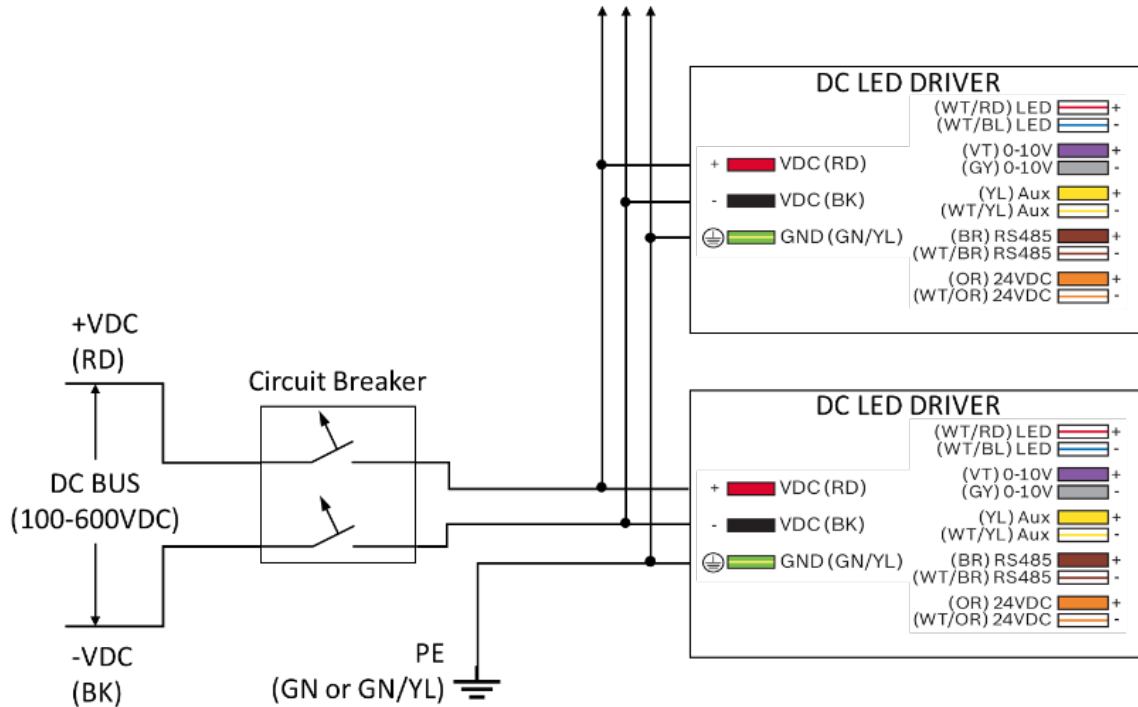 DC LED DRIVER
(WT/RD) LED +
(WT/BL) LED -
(VT) 0-10V +
(GY) 0-10V -
(YL) Aux +
(WT/YL) Aux -
(BR) RS485 +
(WT/BR) RS485 -
(OR) 24VDC +
(WT/OR) 24VDC -
+ VDC (RD)
- VDC (BK)
GND (GN/YL)
+VDC
(RD)
Circuit Breaker
DC BUS
(100-600VDC)
-VDC
(BK)
PE
(GN or GN/YL)
DC LED DRIVER
(WT/RD) LED +
(WT/BL) LED -
(VT) 0-10V +
(GY) 0-10V -
(YL) Aux +
(WT/YL) Aux -
(BR) RS485 +
(WT/BR) RS485 -
(OR) 24VDC +
(WT/OR) 24VDC -
+ VDC (RD)
- VDC (BK)
GND (GN/YL)